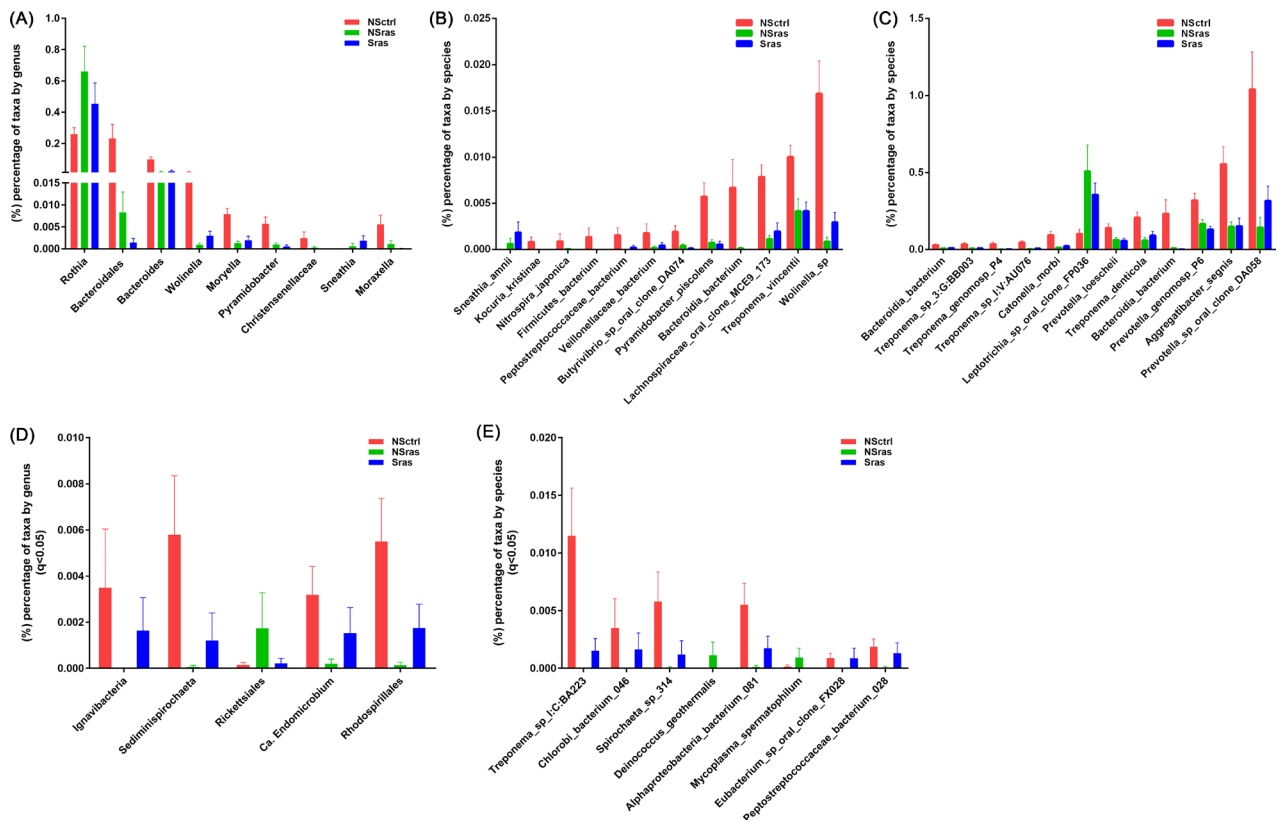 (A)
(%) percentage of taxa by genus
1.0
0.8
0.6
0.4
0.2
0.015
0.010
0.005
0.000
NSctrl
NSras
Sras
Rothia
Bacteroidales
Bacteroides
Wolinella
Moryella
Pyramidobacter
Christensenellaceae
Sneathia
Moraxella
(B)
(%) percentage of taxa by species
0.025
0.020
0.015
0.010
0.005
0.000
NSctrl
NSras
Sras
Sneathia_amnii
Kocuria_kristinae
Nitrospira_japonica
Firmicutes_bacterium
Peptostreptococcaceae_bacterium
Veillonellaceae_bacterium
Butyrivibrio_sp_oral_clone_DA074
Pyramidobacter_piscolens
Bacteroidia_bacterium
Lachnospiraceae_oral_clone_MCE9_173
Treponema_vincentii
Wolinella_sp
(C)
(%) percentage of taxa by species
1.5
1.0
0.5
0.0
NSctrl
NSras
Sras
Bacteroidia_bacterium
Treponema_sp_3:G:BB003
Treponema_genomosp_P4
Treponema_sp_I:V:AU076
Catonella_morbi
Leptotrichia_sp_oral_clone_FP036
Prevotella_loescheii
Treponema_denticola
Bacteroidia_bacterium
Prevotella_genomosp_P6
Aggregatibacter_segnis
Prevotella_sp_oral_clone_DA058
(D)
(%) percentage of taxa by genus
(q<0.05)
0.010
0.008
0.006
0.004
0.002
0.000
NSctrl
NSras
Sras
Ignavibacteria
Sediminispirochaeta
Rickettsiales
Ca. Endomicrobium
Rhodospirillales
(E)
(%) percentage of taxa by species
(q<0.05)
0.020
0.015
0.010
0.005
0.000
NSctrl
NSras
Sras
Treponema_sp_I:C:BA223
Chlorobi_bacterium_046
Spirochaeta_sp_314
Deinococcus_geothermalis
Alphaproteobacteria_bacterium_081
Mycoplasma_spermatophilum
Eubacterium_sp_oral_clone_FX028
Peptostreptococcaceae_bacterium_028